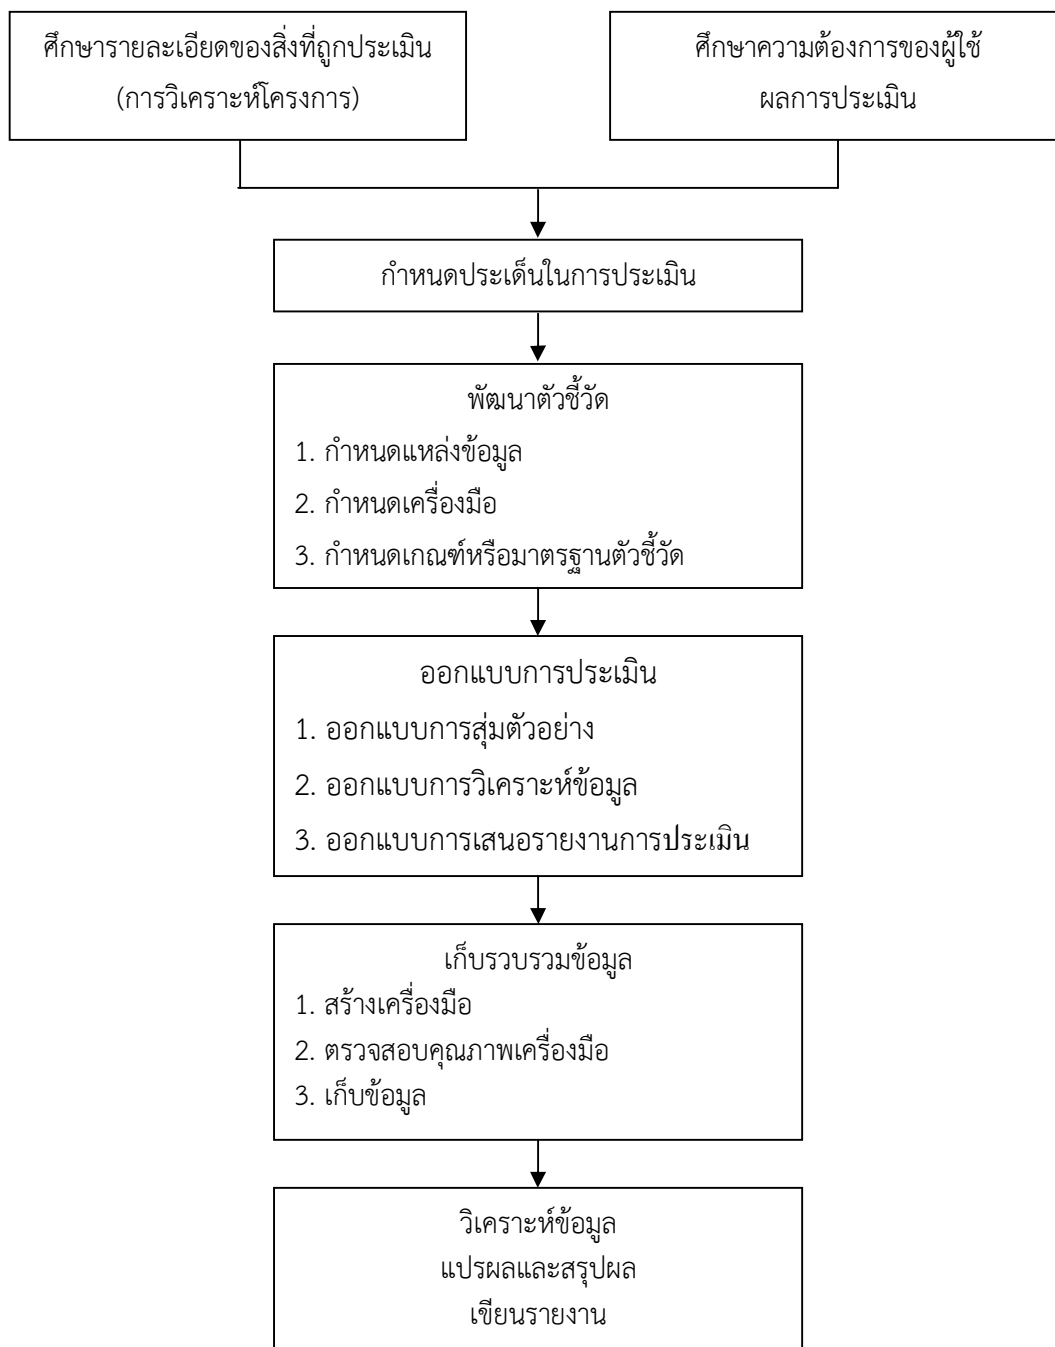 ศึกษารายละเอียดของสิ่งที่ถูกประเมิน
(การวิเคราะห์โครงการ)
ศึกษาความต้องการของผู้ใช้
ผลการประเมิน
กำหนดประเด็นในการประเมิน
พัฒนาตัวชี้วัด
1. กำหนดแหล่งข้อมูล
2. กำหนดเครื่องมือ
3. กำหนดเกณฑ์หรือมาตรฐานตัวชี้วัด
ออกแบบการประเมิน
1. ออกแบบการสุ่มตัวอย่าง
2. ออกแบบการวิเคราะห์ข้อมูล
3. ออกแบบการเสนอรายงานการประเมิน
เก็บรวบรวมข้อมูล
1. สร้างเครื่องมือ
2. ตรวจสอบคุณภาพเครื่องมือ
3. เก็บข้อมูล
วิเคราะห์ข้อมูล
แปรผลและสรุปผล
เขียนรายงาน